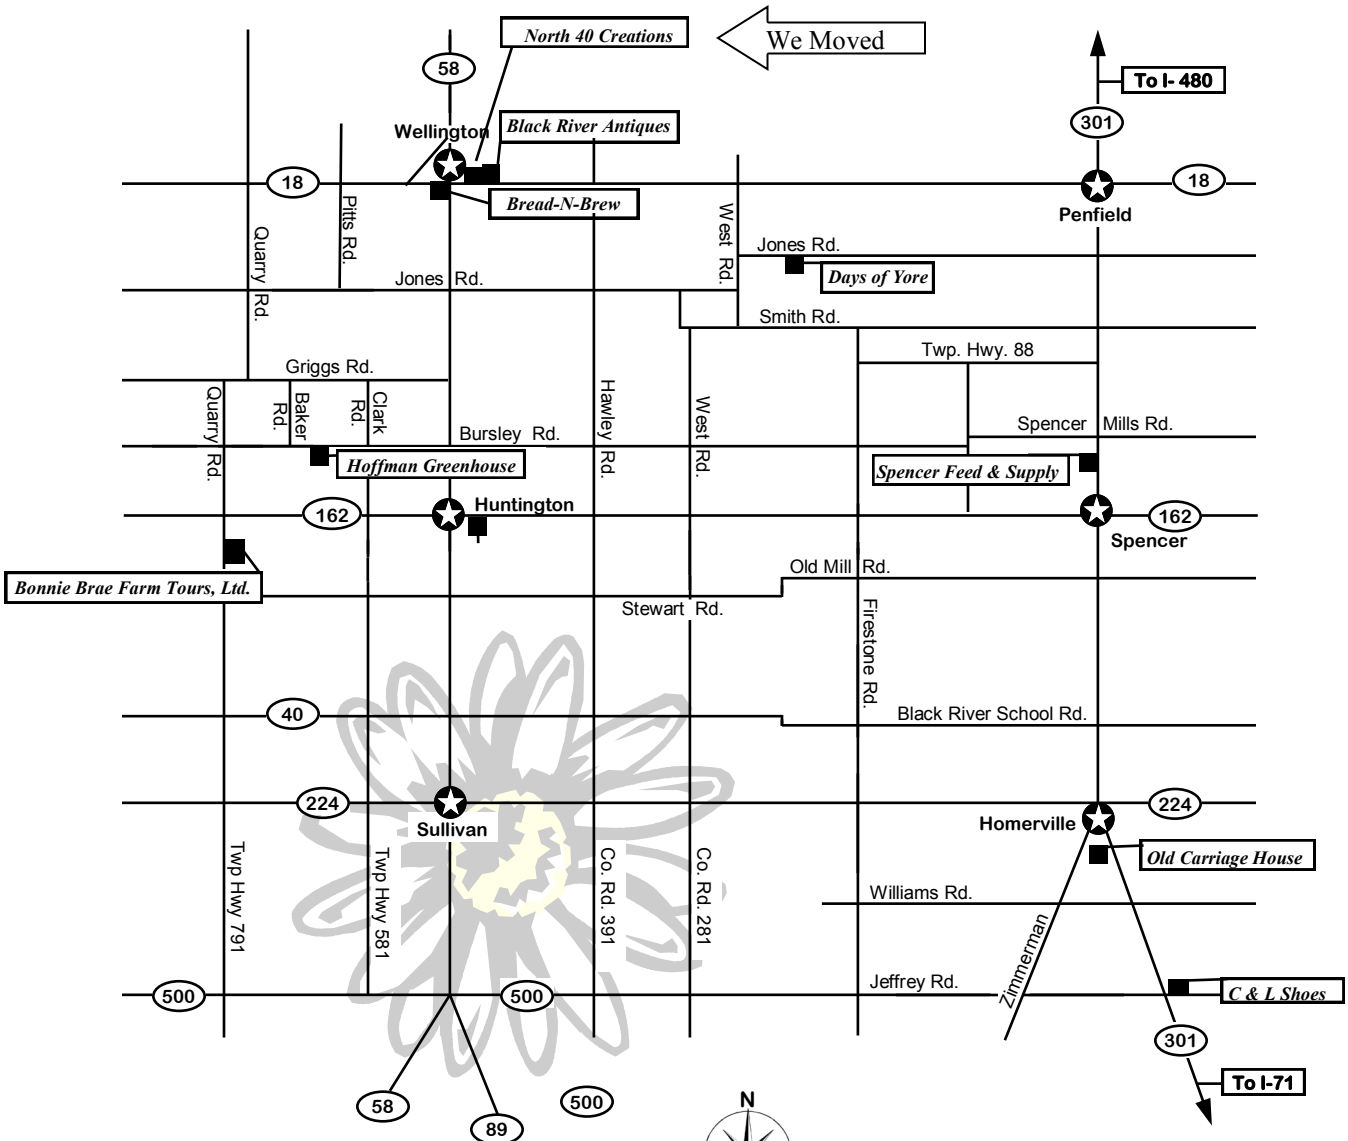 North 40 Creations
We Moved
58
To I- 480
301
Wellington
Black River Antiques
18
18
Penfield
Bread-N-Brew
Pitts Rd.
Quarry Rd.
West Rd.
Jones Rd.
Days of Yore
Jones Rd.
Smith Rd.
Twp. Hwy. 88
Griggs Rd.
Quarry Rd.
Baker Rd.
Clark Rd.
Hawley Rd.
West Rd.
Bursley Rd.
Spencer Mills Rd.
Hoffman Greenhouse
Spencer Feed & Supply
162
Huntington
162
Spencer
Old Mill Rd.
Bonnie Brae Farm Tours, Ltd.
Stewart Rd.
Firestone Rd.
40
Black River School Rd.
224
Sullivan
224
Homerville
Old Carriage House
Twp Hwy 791
Twp Hwy 581
Co. Rd. 391
Co. Rd. 281
Williams Rd.
Zimmerman
Jeffrey Rd.
500
500
C & L Shoes
301
To I-71
58
89
500
N